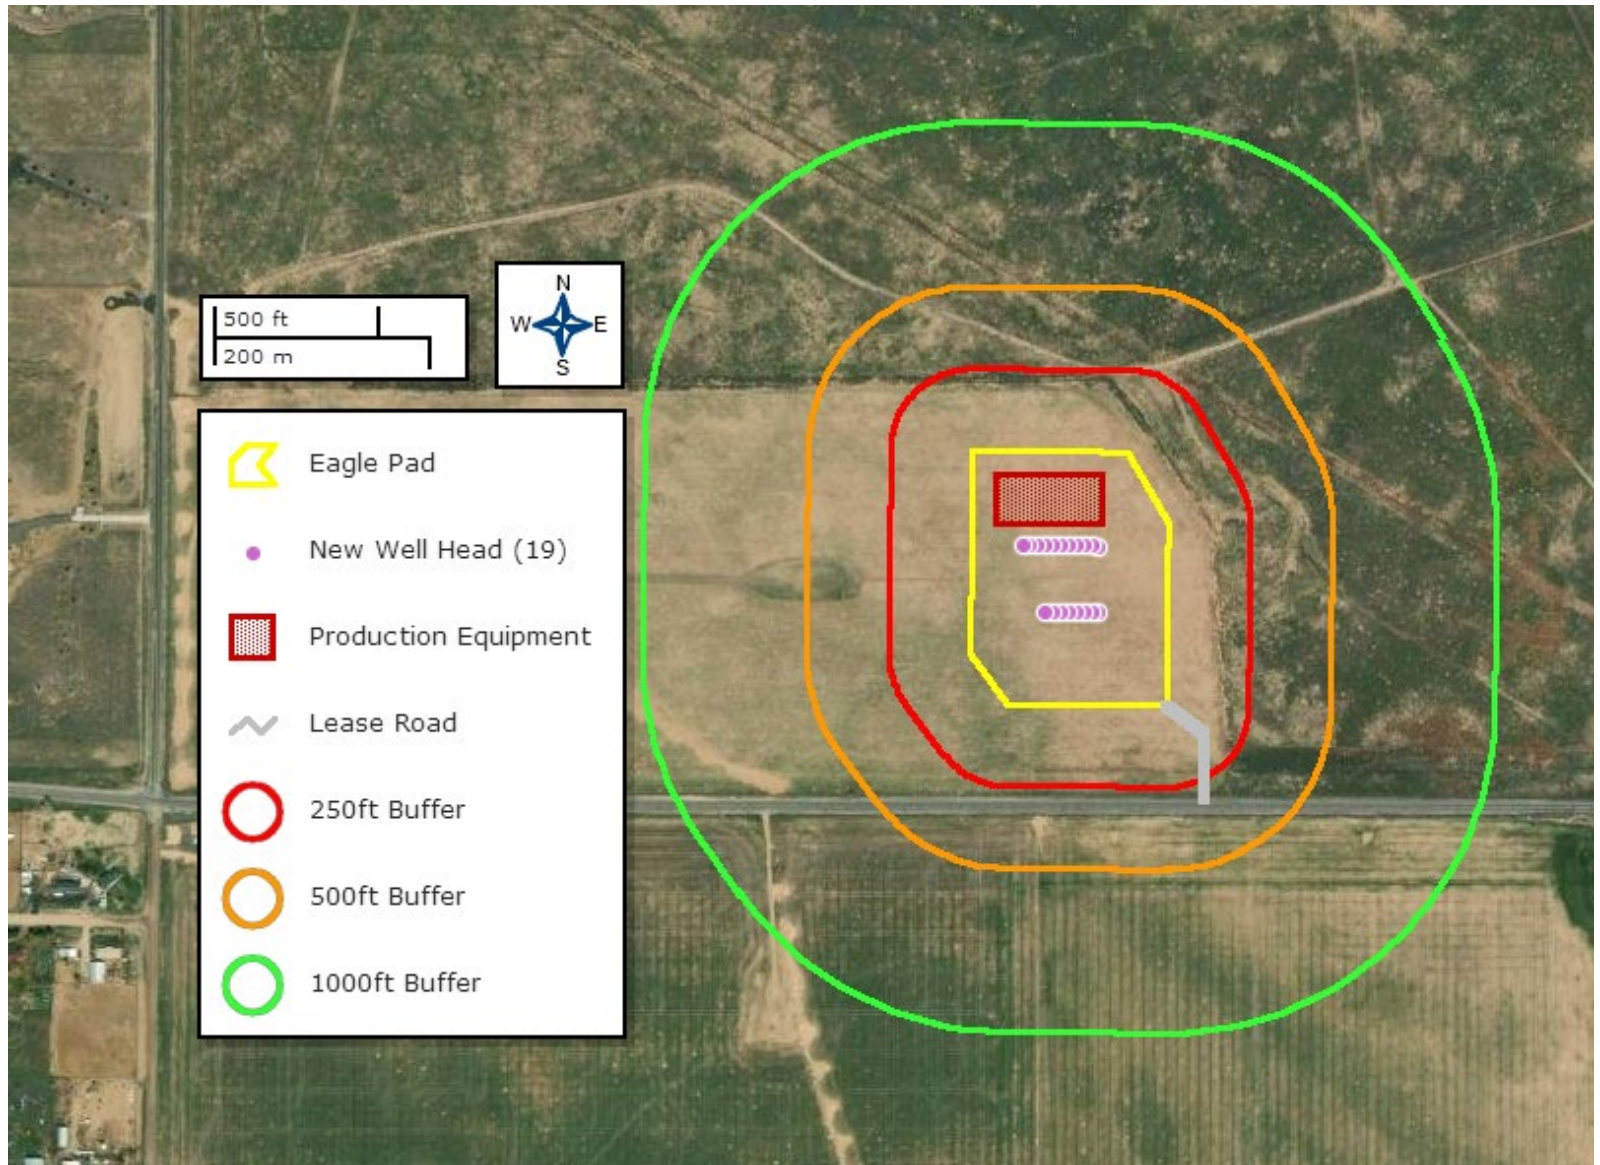 500 ft
200 m
N
W E
S
Eagle Pad
New Well Head (19)
Production Equipment
Lease Road
250ft Buffer
500ft Buffer
1000ft Buffer